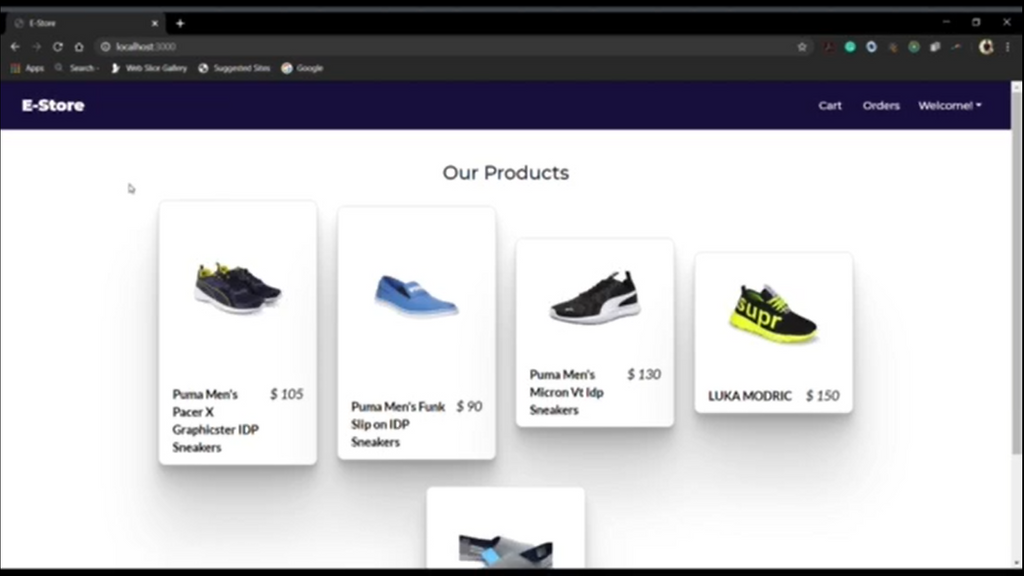 E-Store
localhost:3000
Apps Search Web Slice Gallery Suggested Sites Google
E-Store Cart Orders Welcome!
Our Products
Puma Men's Pacer X Graphicster IDP Sneakers
$ 105
Puma Men's Funk Slip on IDP Sneakers
$ 90
Puma Men's Micron Vt Idp Sneakers
$ 130
supr
LUKA MODRIC $ 150